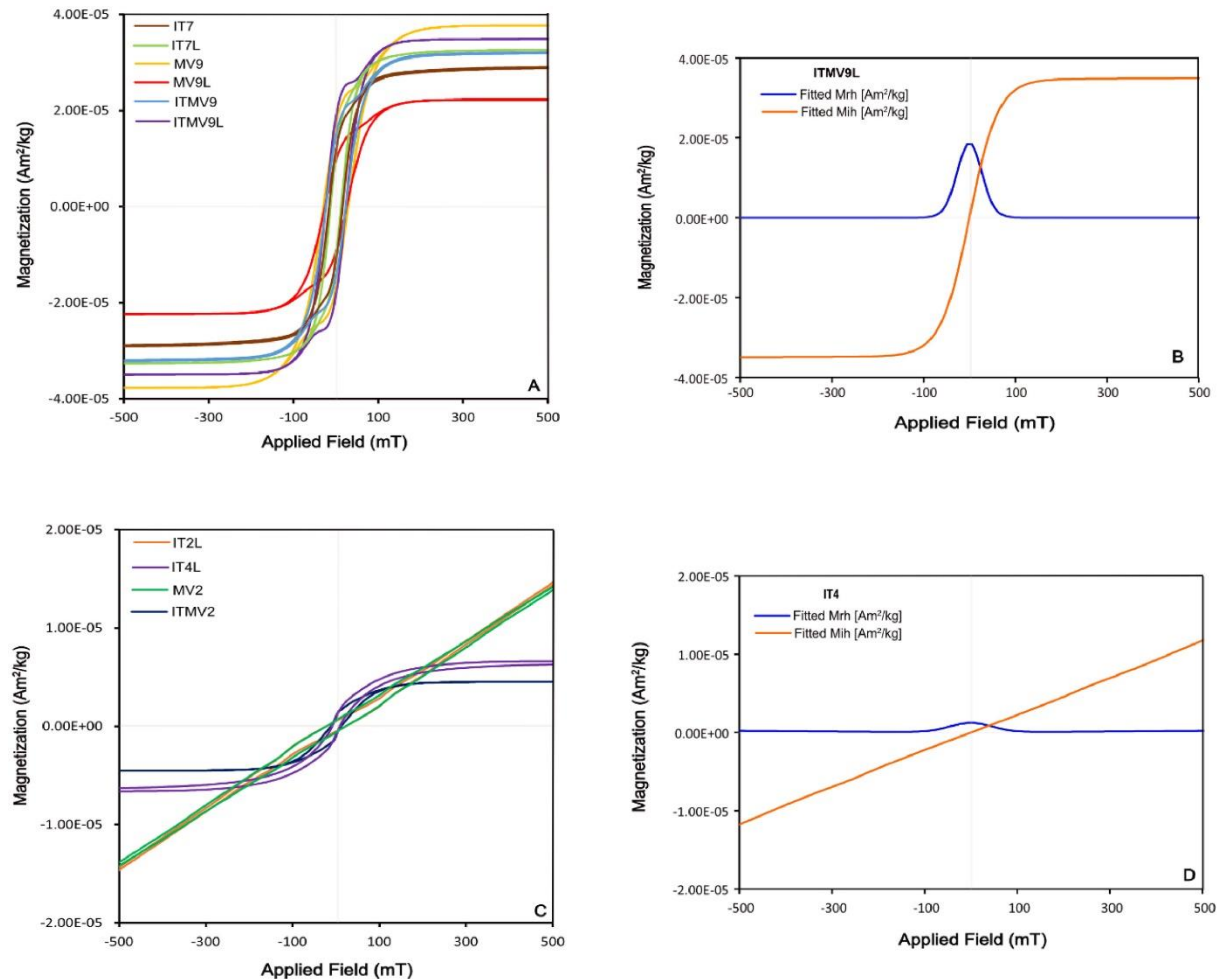 4.00E-05
2.00E-05
0.00E+00
-2.00E-05
-4.00E-05
Magnetization (Am²/kg)
IT7
IT7L
MV9
MV9L
ITMV9
ITMV9L
A
-500
-300
-100
100
300
500
Applied Field (mT)
4.00E-05
2.00E-05
0.00E+00
-2.00E-05
-4.00E-05
Magnetization (Am²/kg)
ITMV9L
Fitted Mrh [Am²/kg]
Fitted Mih [Am²/kg]
B
-500
-300
-100
100
300
500
Applied Field (mT)
2.00E-05
1.00E-05
0.00E+00
-1.00E-05
-2.00E-05
Magnetization (Am²/kg)
IT2L
IT4L
MV2
ITMV2
C
-500
-300
-100
100
300
500
Applied Field (mT)
2.00E-05
1.00E-05
0.00E+00
-1.00E-05
-2.00E-05
Magnetization (Am²/kg)
IT4
Fitted Mrh [Am²/kg]
Fitted Mih [Am²/kg]
D
-500
-300
-100
100
300
500
Applied Field (mT)